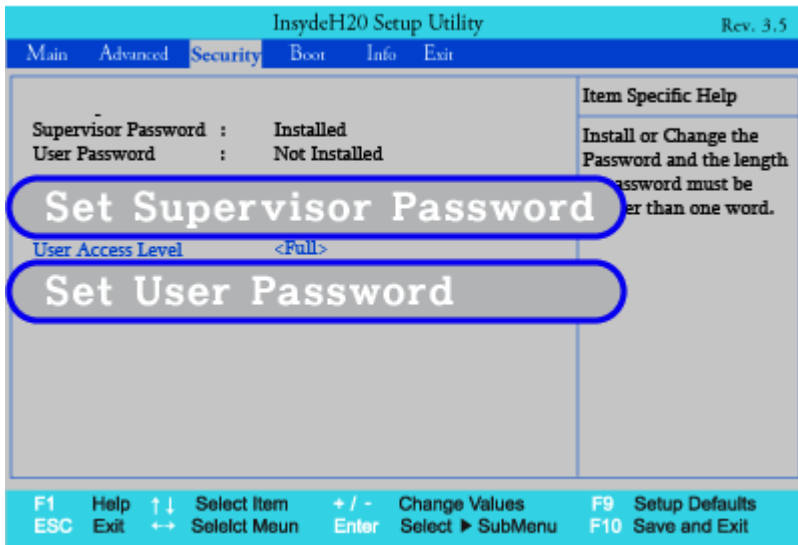 InsydeH20 Setup Utility Rev. 3.5
Main Advanced Security Boot Info Exit
Item Specific Help
Supervisor Password : Installed
User Password : Not Installed
Install or Change the
Password and the length
password must be
than one word.
Set Supervisor Password
User Access Level <Full>
Set User Password
F1 Help ↑↓ Select Item + / - Change Values F9 Setup Defaults
ESC Exit ↔ Selelct Meun Enter Select ▶ SubMenu F10 Save and Exit